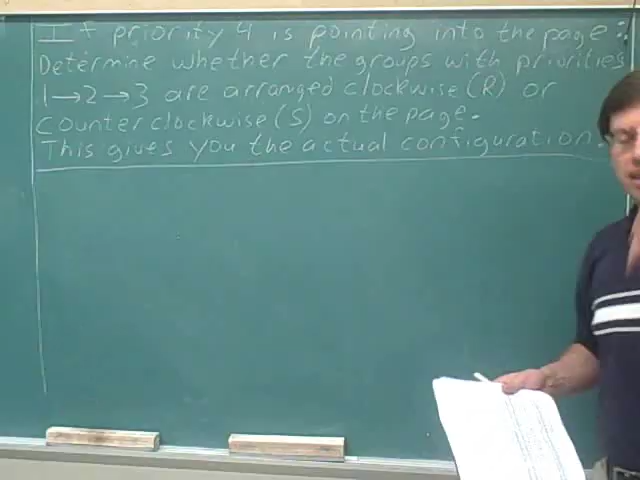 If priority 4 is pointing into the page:
Determine whether the groups with priorities
1→2→3 are arranged clockwise (R) or
counterclockwise (S) on the page.
This gives you the actual configuration.